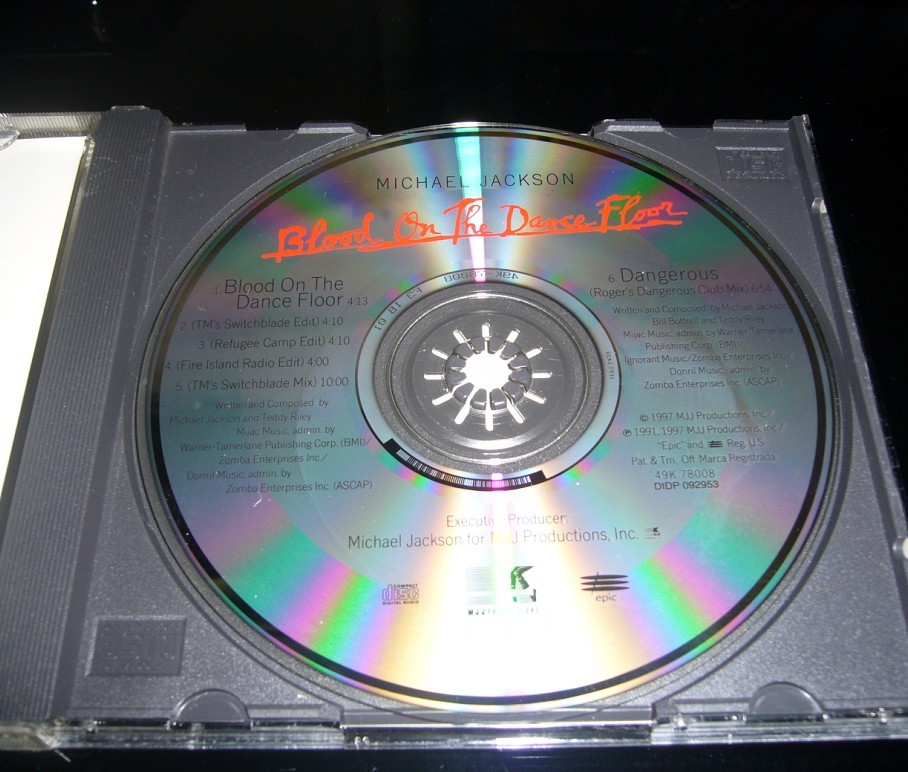 MICHAEL JACKSON
Blood On The Dance Floor
1. Blood On The
Dance Floor 4:13
2. (TM's Switchblade Edit) 4:10
3. (Refugee Camp Edit) 4:10
4. (Fire Island Radio Edit) 4:00
5. (TM's Switchblade Mix) 10:00
Written and Composed by
Michael Jackson and Teddy Riley
Mijac Music, admin. by
Warner-Tamerlane Publishing Corp. (BMI)/
Zomba Enterprises Inc./
Donril Music, admin. by
Zomba Enterprises Inc. (ASCAP)
6. Dangerous
(Roger's Dangerous Club Mix) 6:54
Written and Composed by Michael Jackson
Bill Bottrell and Teddy Riley
Mijac Music, admin. by Warner-Tamerlane
Publishing Corp. (BMI)/
Ignorant Music/Zomba Enterprises Inc./
Donril Music, admin. by
Zomba Enterprises Inc. (ASCAP)
© 1997 MJJ Productions, Inc./
℗ 1991, 1997 MJJ Productions, Inc./
"Epic" and Reg. U.S.
Pat. & Tm. Off. Marca Registrada
49K 78008
DIDP 092953
Executive Producer:
Michael Jackson for MJJ Productions, Inc.
COMPACT
disc
DIGITAL AUDIO
epic